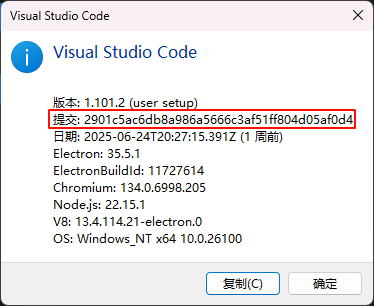 Visual Studio Code
Visual Studio Code
版本: 1.101.2 (user setup)
提交: 2901c5ac6db8a986a5666c3af51ff804d05af0d4
日期: 2025-06-24T20:27:15.391Z (1 周前)
Electron: 35.5.1
ElectronBuildId: 11727614
Chromium: 134.0.6998.205
Node.js: 22.15.1
V8: 13.4.114.21-electron.0
OS: Windows_NT x64 10.0.26100
复制(C)
确定